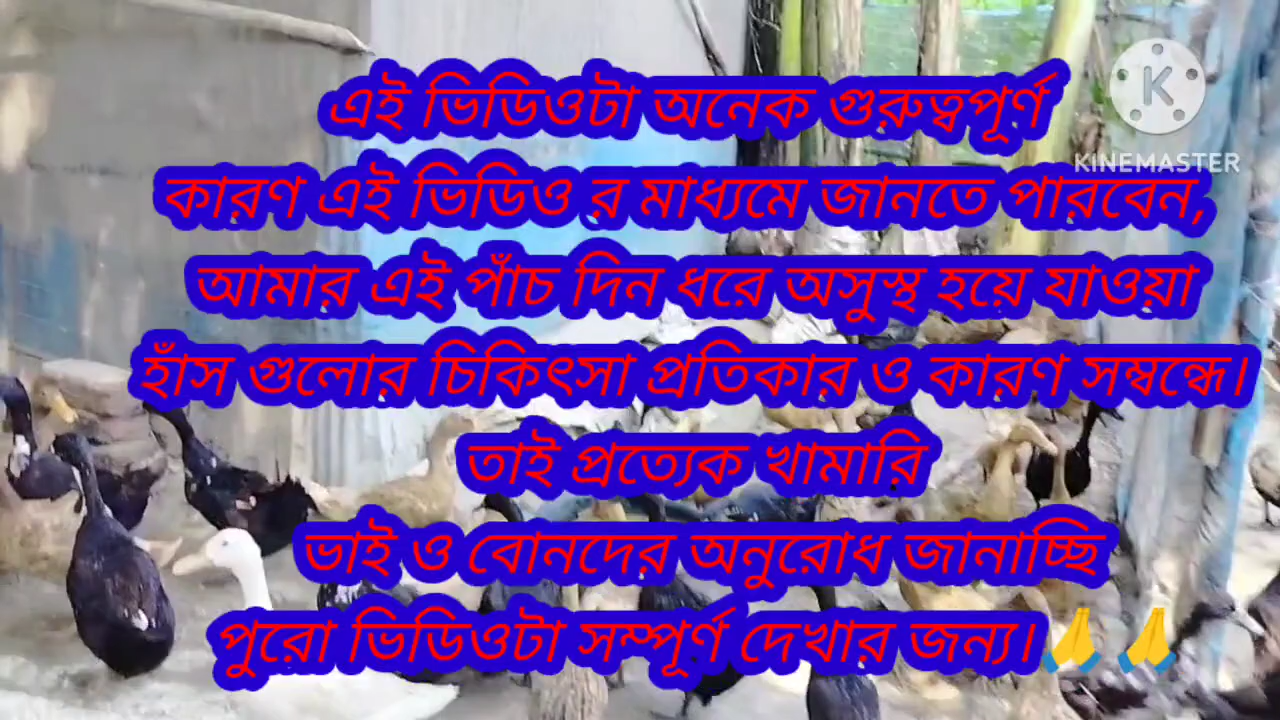 KINEMASTER
এই ভিডিওটা অনেক গুরুত্বপূর্ণ
কারণ এই ভিডিও র মাধ্যমে জানতে পারবেন,
আমার এই পাঁচ দিন ধরে অসুস্থ হয়ে যাওয়া
হাঁস গুলোর চিকিৎসা প্রতিকার ও কারণ সম্বন্ধে।
তাই প্রত্যেক খামারি
ভাই ও বোনদের অনুরোধ জানাচ্ছি
পুরো ভিডিওটা সম্পূর্ণ দেখার জন্য।🙏🙏